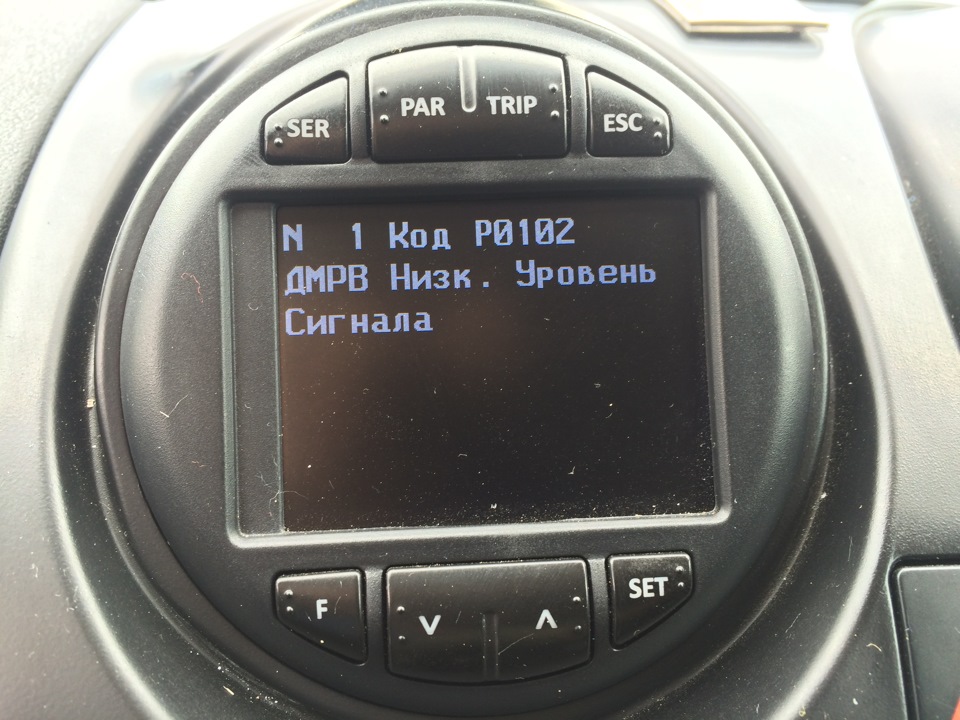 SER PAR TRIP ESC
N 1 Код P0102
ДМРВ Низк. Уровень
Сигнала
F V Λ SET